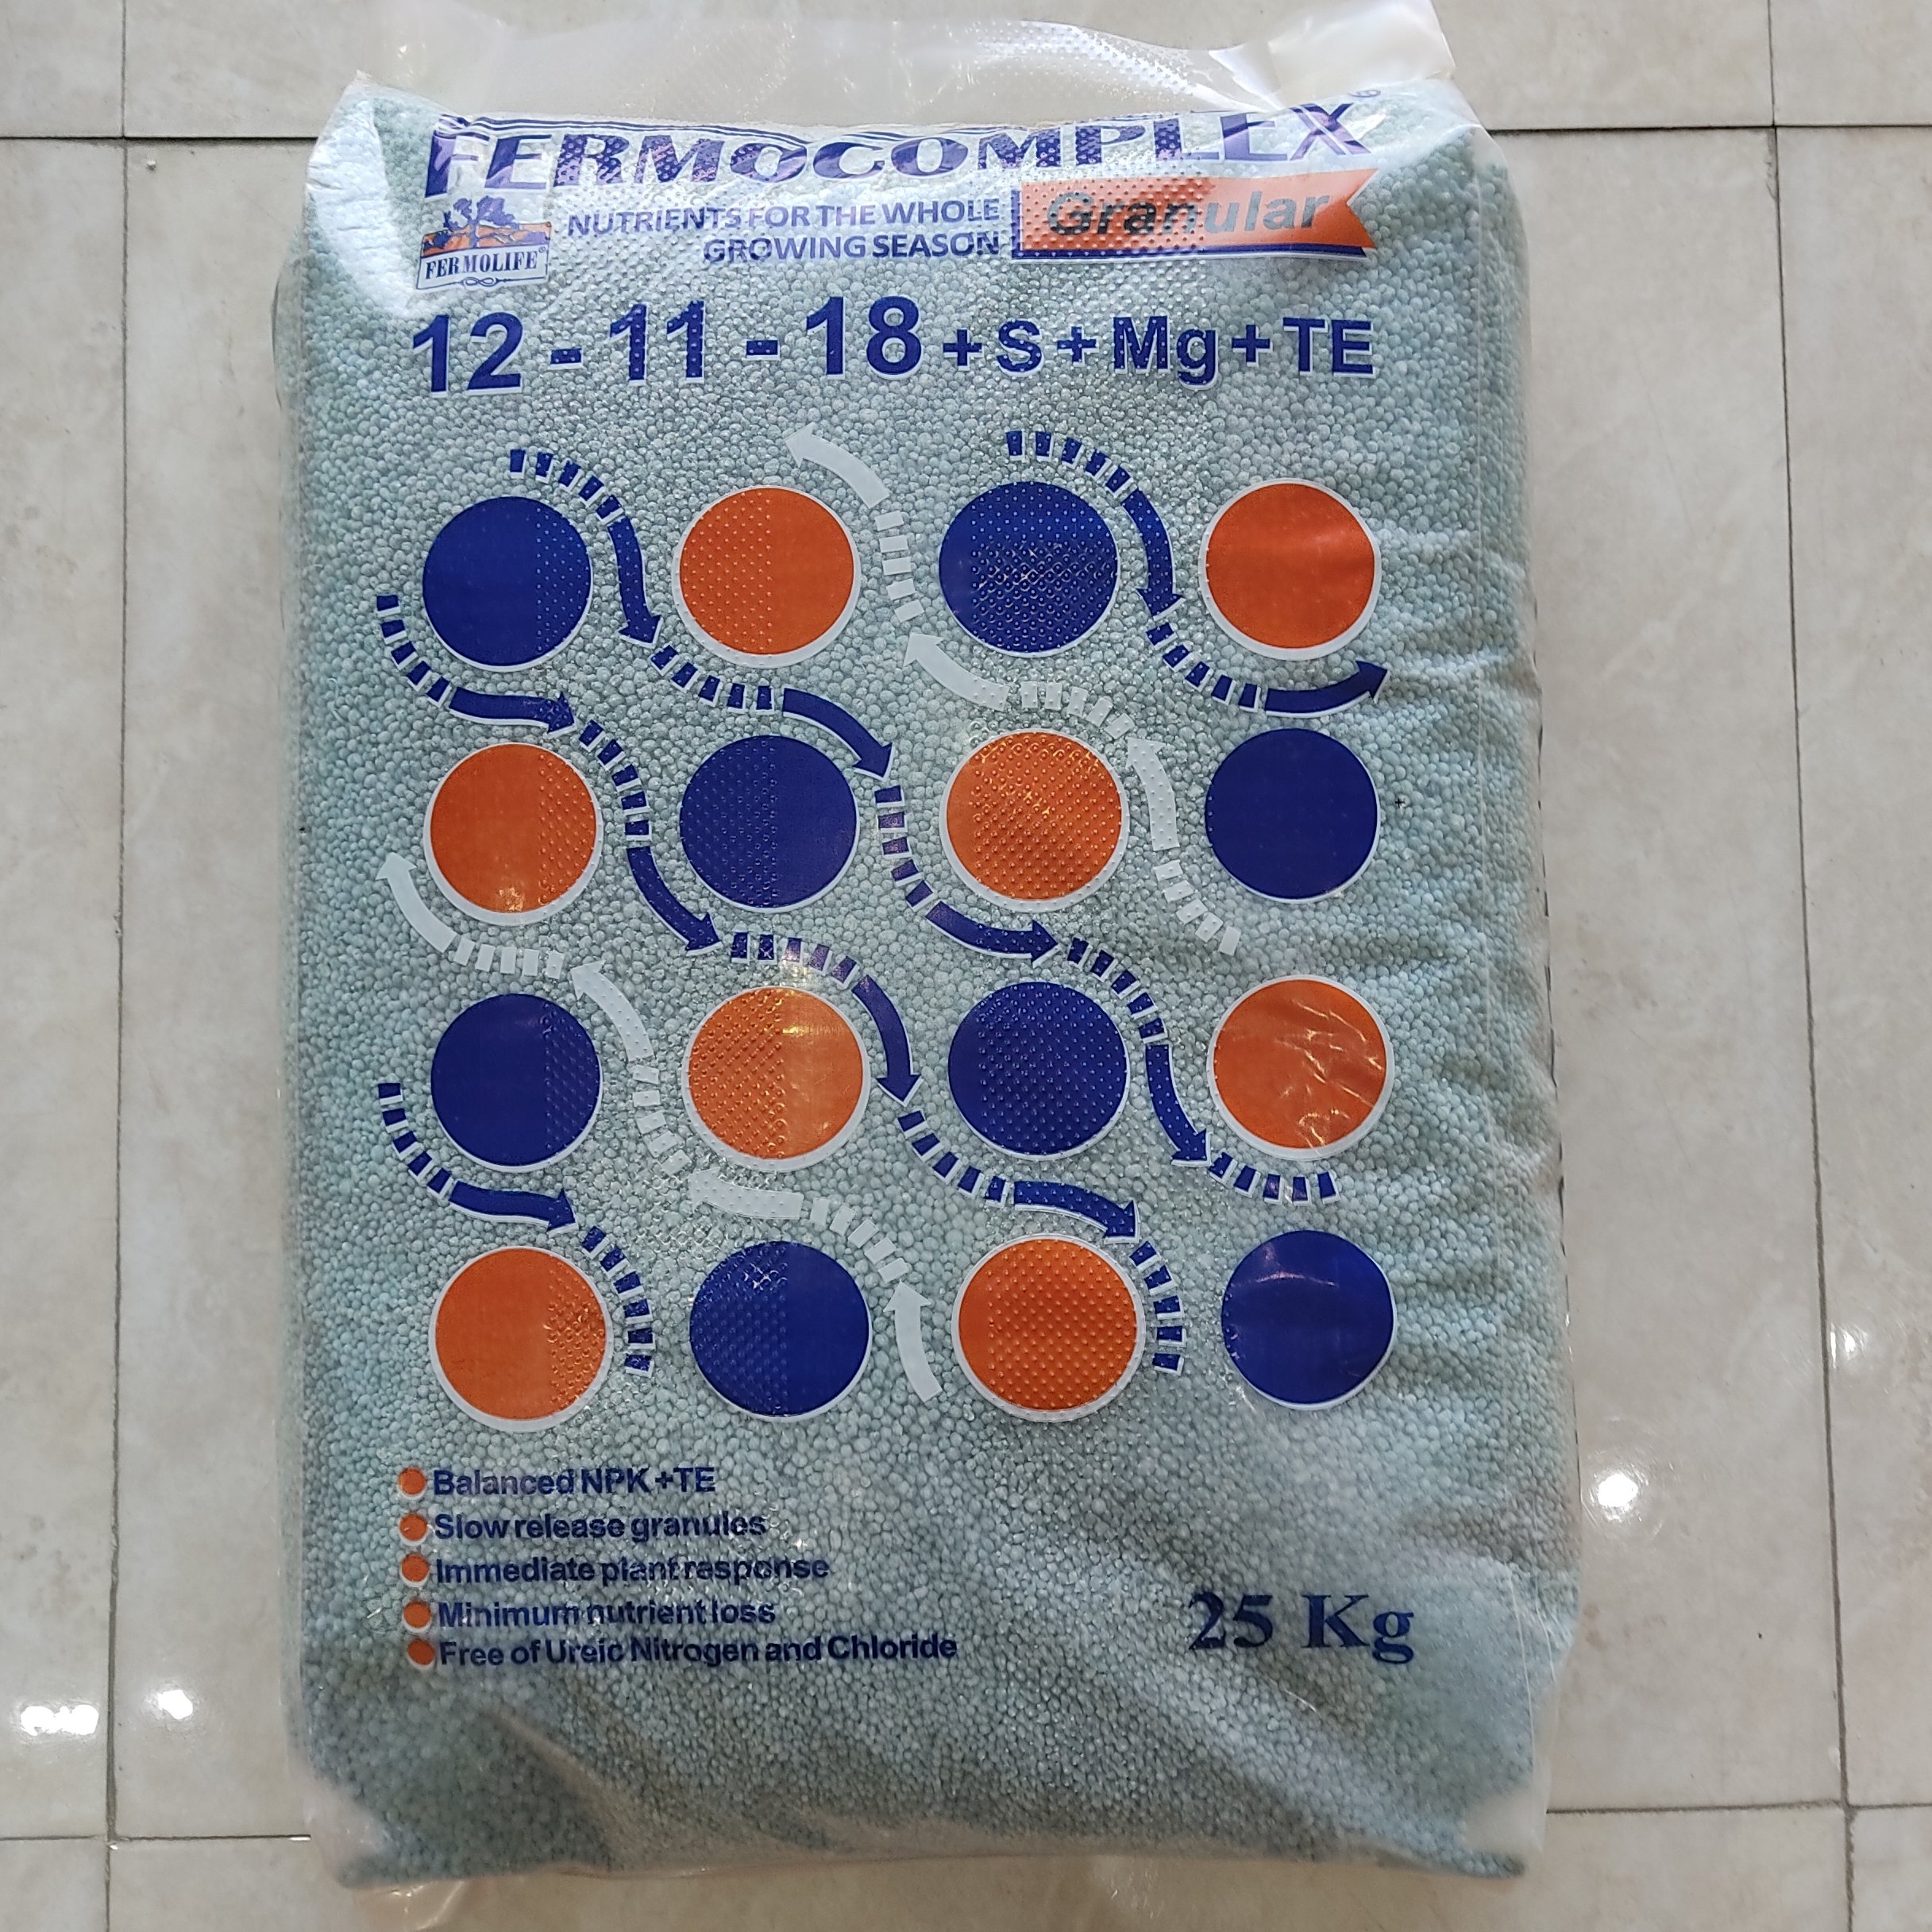 FERMOCOMPLEX®
FERMOLIFE®
NUTRIENTS FOR THE WHOLE
GROWING SEASON
Granular
12 - 11 - 18 + S + Mg + TE
Balanced NPK +TE
Slow release granules
Immediate plant response
Minimum nutrient loss
Free of Ureic Nitrogen and Chloride
25 Kg